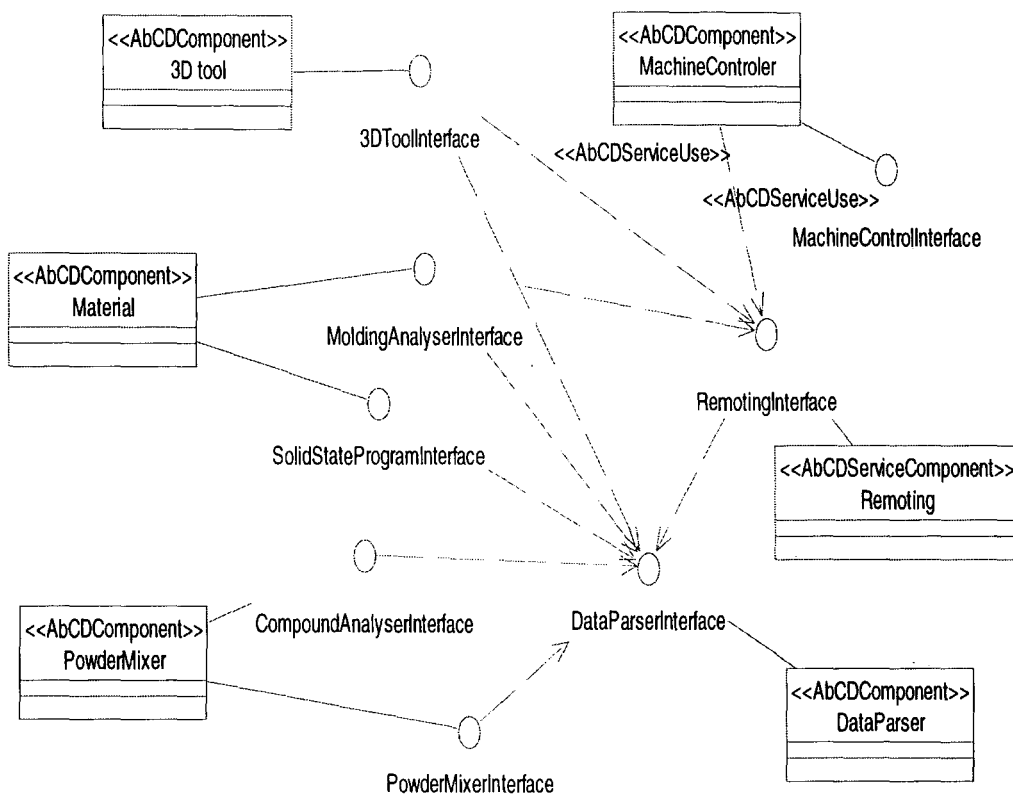 <<AbCDComponent>>
3D tool
<<AbCDComponent>>
MachineControler
3DToolInterface
<<AbCDServiceUse>>
<<AbCDServiceUse>>
MachineControlInterface
<<AbCDComponent>>
Material
MoldingAnalyserInterface
RemotingInterface
SolidStateProgramInterface
<<AbCDServiceComponent>>
Remoting
<<AbCDComponent>>
PowderMixer
CompoundAnalyserInterface
DataParserInterface
<<AbCDComponent>>
DataParser
PowderMixerInterface